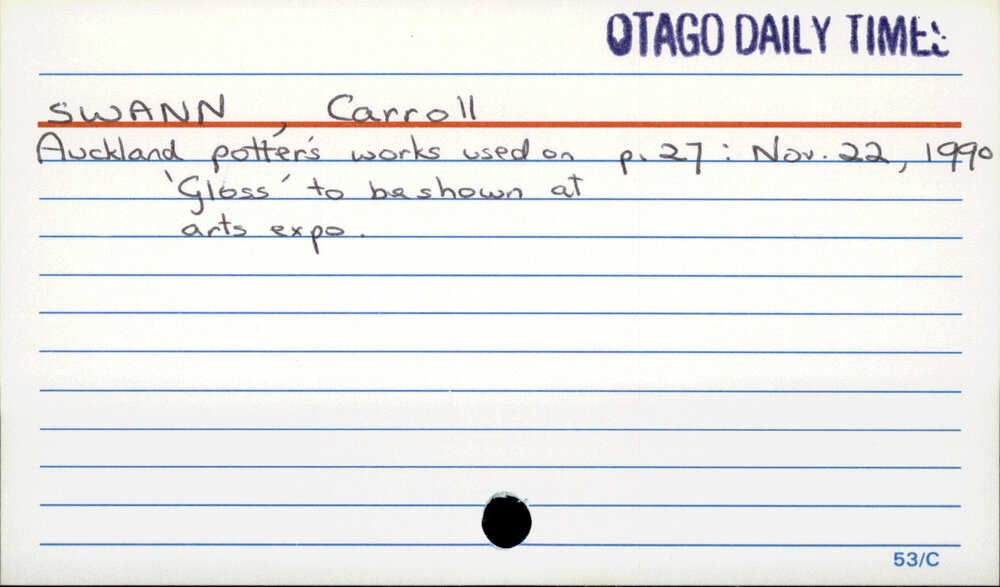 OTAGO DAILY TIMES
SWANN, Carroll
Auckland potter's works used on p. 27 : Nov. 22, 1990
'Gloss' to be shown at
arts expo.
53/C